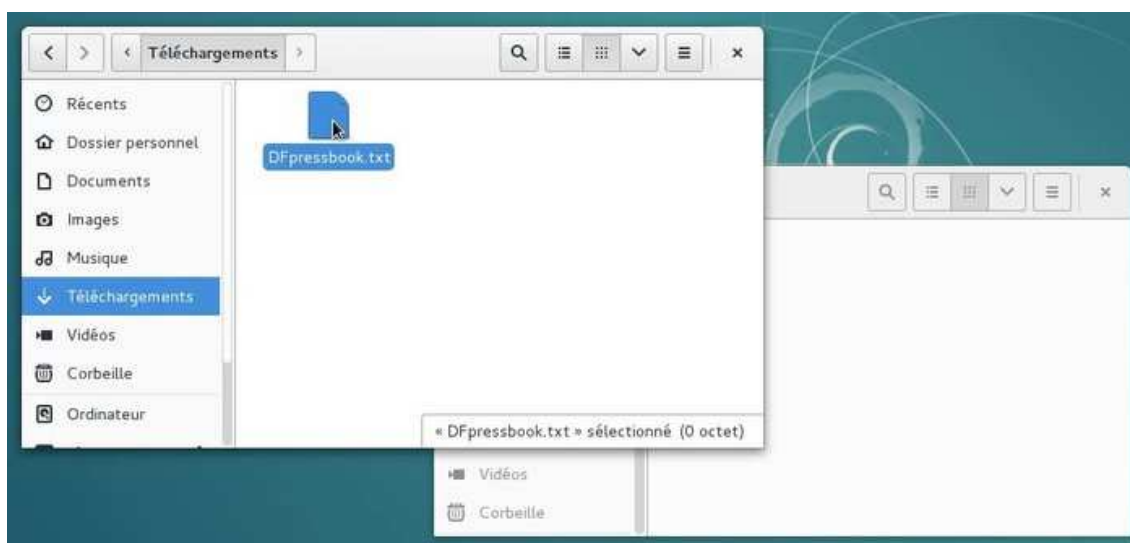 Téléchargements
Récents
Dossier personnel
Documents
Images
Musique
Téléchargements
Vidéos
Corbeille
Ordinateur
DFpressbook.txt
« DFpressbook.txt » sélectionné (0 octet)
Vidéos
Corbeille